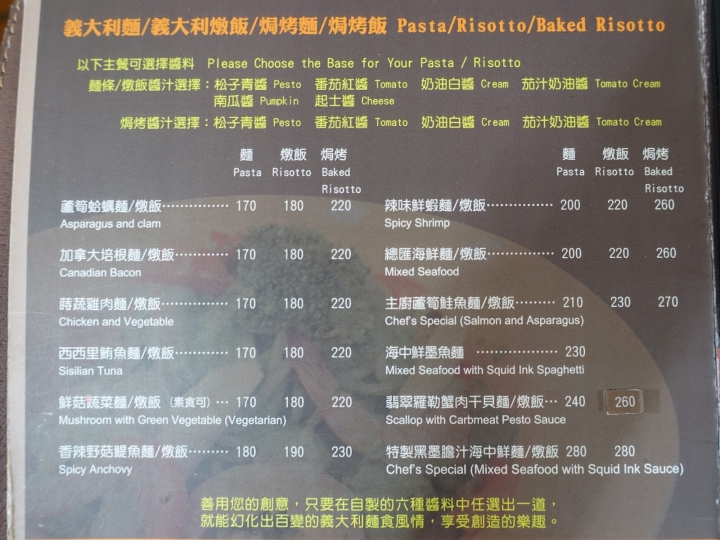 義大利麵/義大利燉飯/焗烤麵/焗烤飯 Pasta/Risotto/Baked Risotto
以下主餐可選擇醬料 Please Choose the Base for Your Pasta / Risotto
麵條/燉飯醬汁選擇：松子青醬 Pesto 番茄紅醬 Tomato 奶油白醬 Cream 茄汁奶油醬 Tomato Cream
南瓜醬 Pumpkin 起士醬 Cheese
焗烤醬汁選擇：松子青醬 Pesto 番茄紅醬 Tomato 奶油白醬 Cream 茄汁奶油醬 Tomato Cream
麵 燉飯 焗烤
Pasta Risotto Baked Risotto
蘆筍蛤蠣麵/燉飯…………… 170 180 220
Asparagus and clam
加拿大培根麵/燉飯………… 170 180 220
Canadian Bacon
蒔蔬雞肉麵/燉飯…………… 170 180 220
Chicken and Vegetable
西西里鮪魚麵/燉飯………… 170 180 220
Sisilian Tuna
鮮菇蔬菜麵/燉飯 (素食可) … 170 180 220
Mushroom with Green Vegetable (Vegetarian)
香辣野菇鯷魚麵/燉飯……… 180 190 230
Spicy Anchovy
麵 燉飯 焗烤
Pasta Risotto Baked Risotto
辣味鮮蝦麵/燉飯…………… 200 220 260
Spicy Shrimp
總匯海鮮麵/燉飯…………… 200 220 260
Mixed Seafood
主廚蘆筍鮭魚麵/燉飯……… 210 230 270
Chef's Special (Salmon and Asparagus)
海中鮮墨魚麵 ……………… 230
Mixed Seafood with Squid Ink Spaghetti
翡翠羅勒蟹肉干貝麵/燉飯… 240 260
Scallop with Carbmeat Pesto Sauce
特製黑墨膽汁海中鮮麵/燉飯 280 280
Chef's Special (Mixed Seafood with Squid Ink Sauce)
善用您的創意，只要在自製的六種醬料中任選出一道，
就能幻化出百變的義大利麵食風情，享受創造的樂趣。